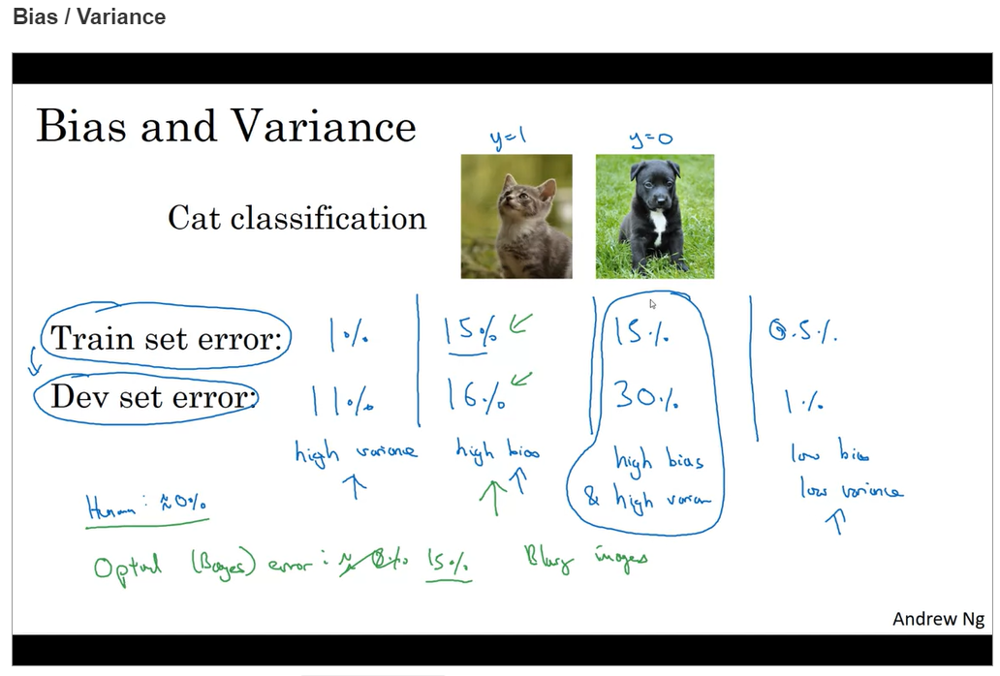 Bias / Variance
Bias and Variance
y=1 y=0
Cat classification
Train set error: 1% 15% 15% 0.5%
Dev set error: 11% 16% 30% 1%
high variance high bias high bias low bias
& high varian low variance
Human: ≈0%
Optimal (Bayes) error: ≈0% 15% Blurry images
Andrew Ng